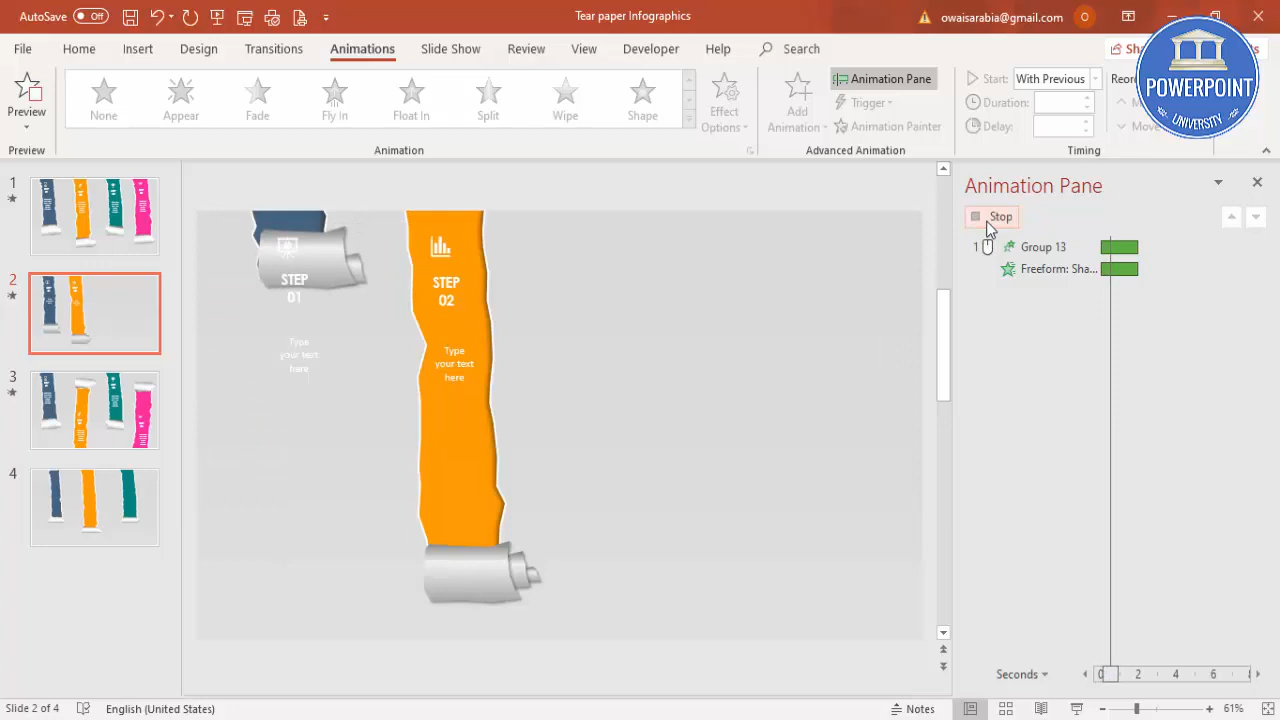 AutoSave Off
Tear paper Infographics
owaisarabia@gmail.com
O
File Home Insert Design Transitions Animations Slide Show Review View Developer Help Search
Preview
Preview
None
Appear
Fade
Fly In
Float In
Split
Wipe
Shape
Animation
Effect
Options
Add
Animation
Animation Pane
Trigger
Animation Painter
Advanced Animation
Start: With Previous
Duration:
Delay:
Timing
POWERPOINT
UNIVERSITY
1
2
3
4
STEP
01
Type
your text
here
STEP
02
Type
your text
here
Animation Pane
Stop
1 Group 13
Freeform: Sha...
Seconds
0 2 4 6
Slide 2 of 4
English (United States)
Notes
61%